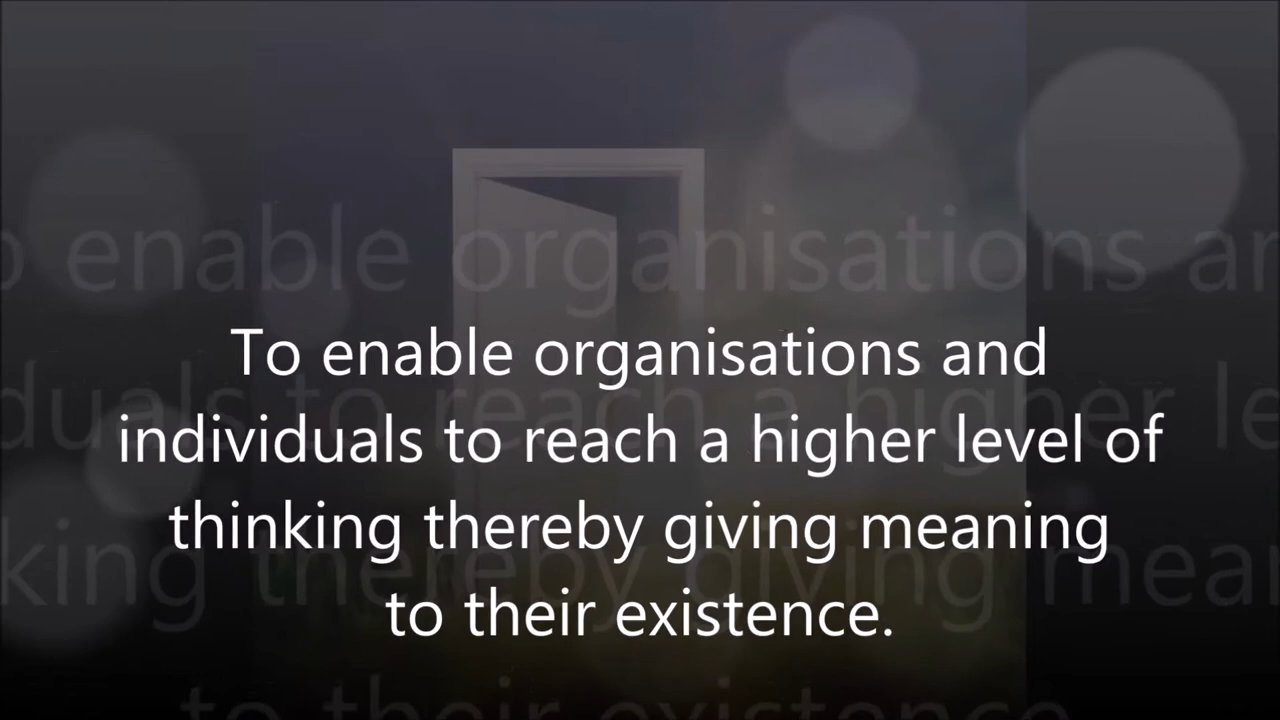 To enable organisations and
individuals to reach a higher level of
thinking thereby giving meaning
to their existence.